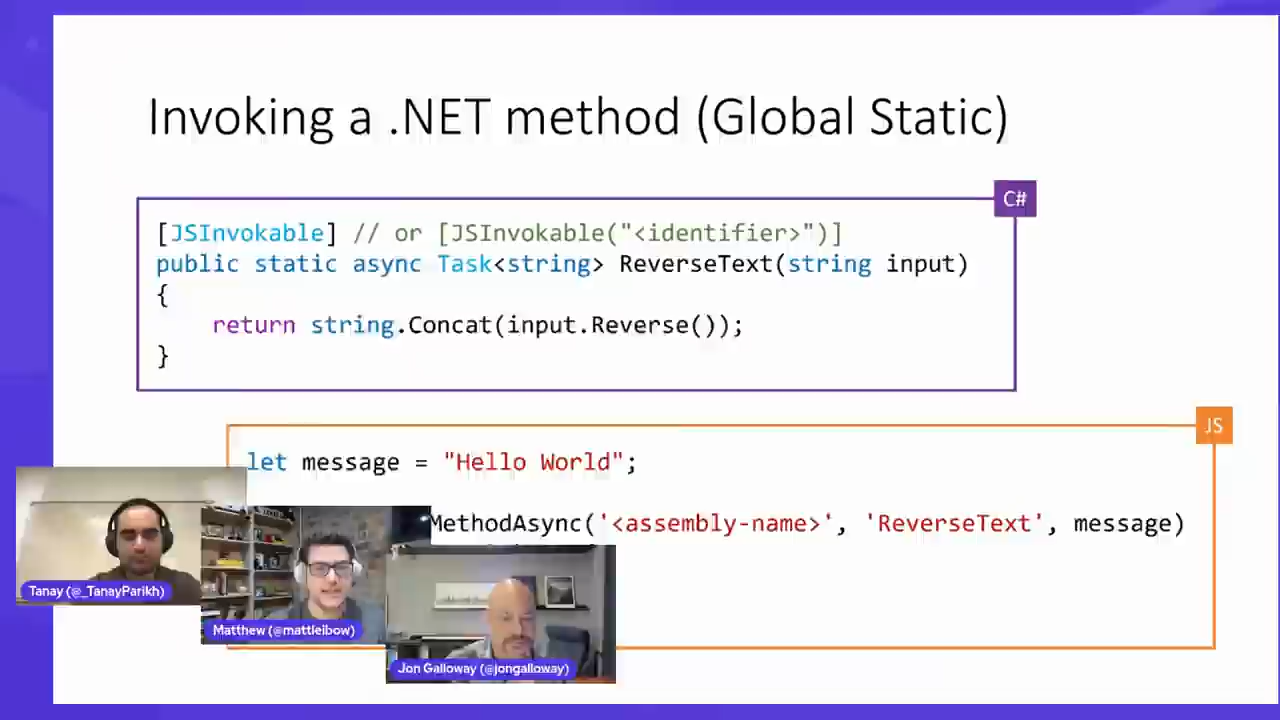 Invoking a .NET method (Global Static)
C#
[JSInvokable] // or [JSInvokable("<identifier>")]
public static async Task<string> ReverseText(string input)
{
return string.Concat(input.Reverse());
}
JS
let message = "Hello World";
MethodAsync('<assembly-name>', 'ReverseText', message)
Tanay (@_TanayParikh)
Matthew (@mattleibow)
Jon Galloway (@jongalloway)